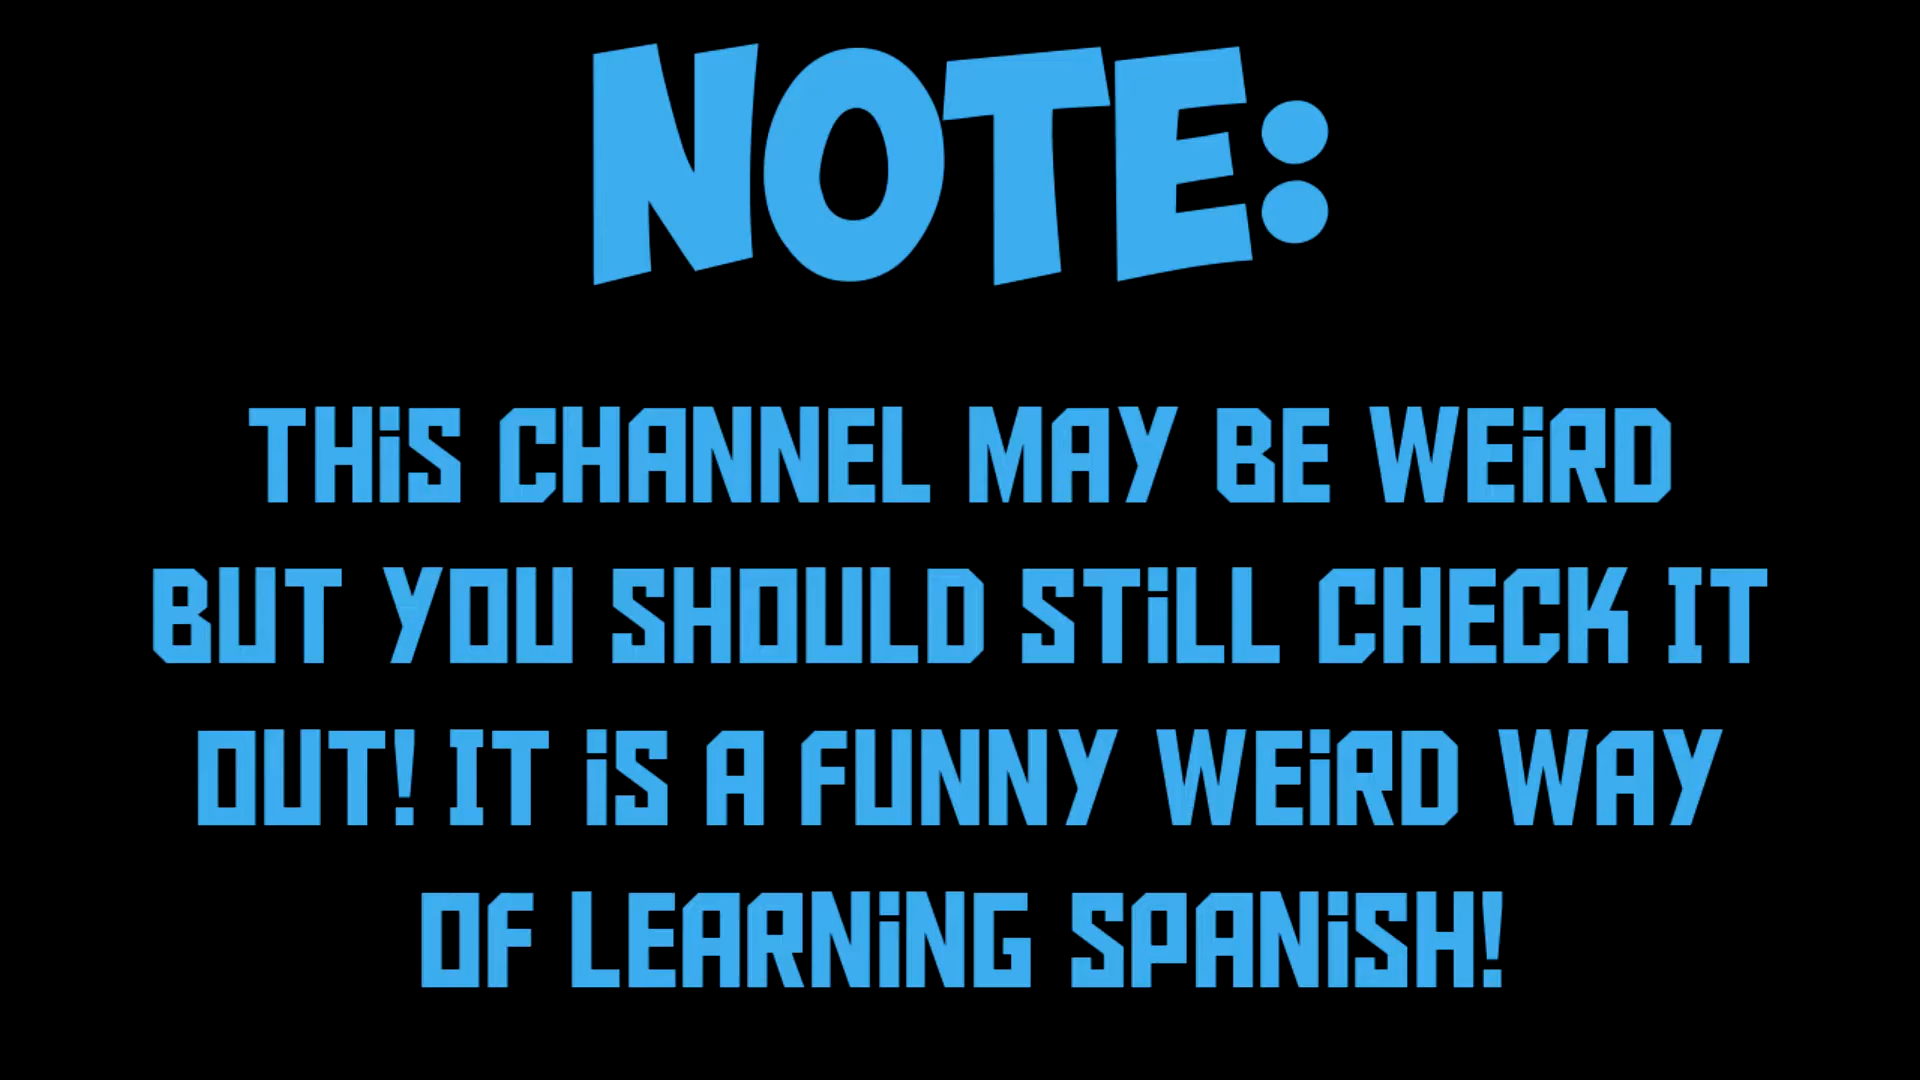 NOTE:
THiS CHANNEL MAY BE WEiRD
BUT YOU SHOULD STiLL CHECK IT
OUT! IT iS A FUNNY WEiRD WAY
OF LEARNiNG SPANiSH!